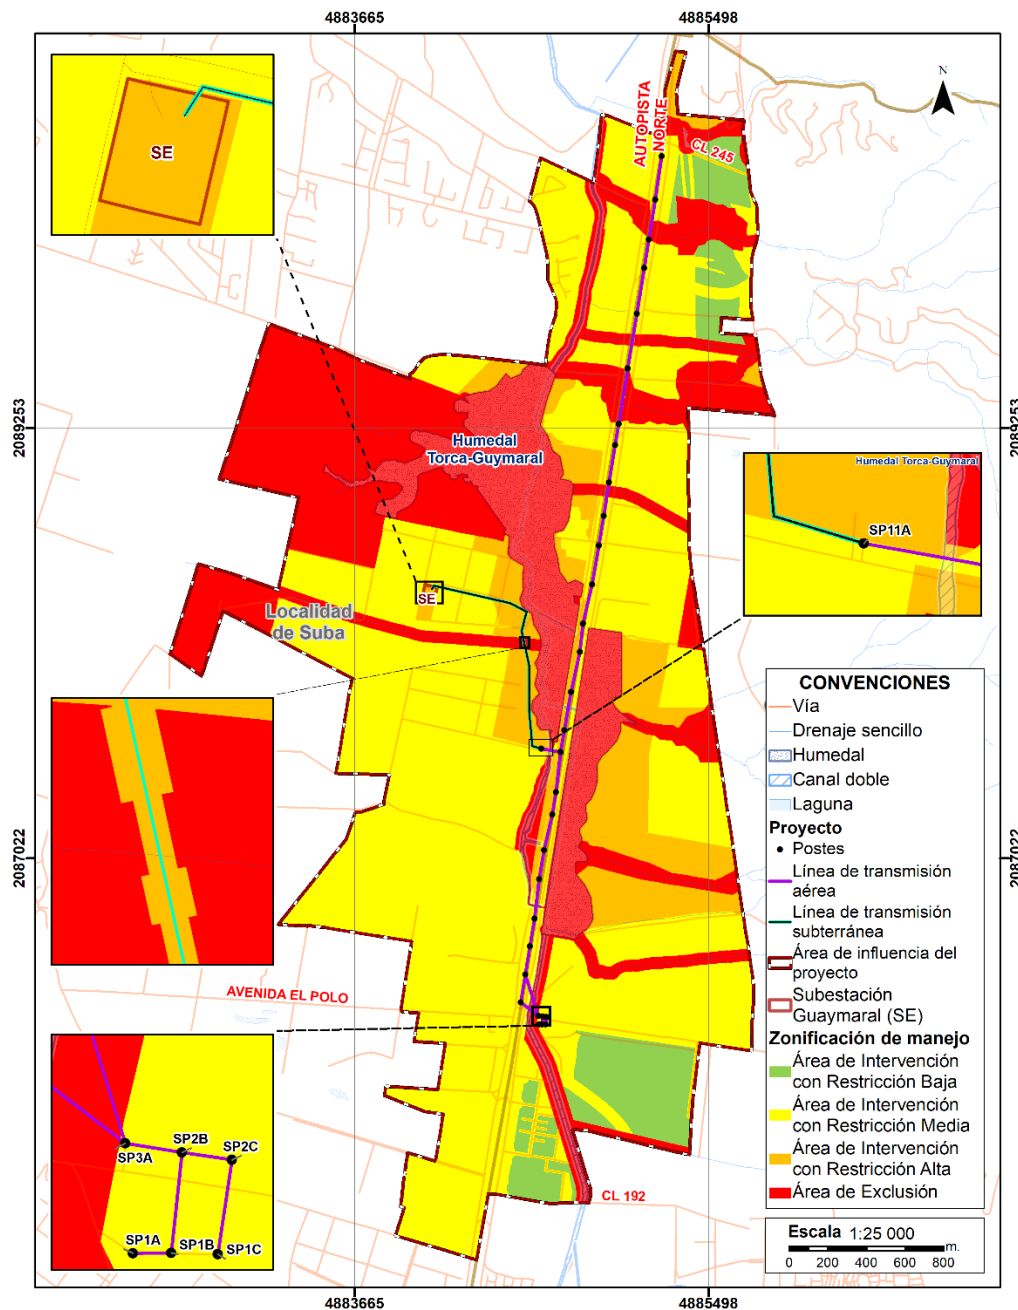 4883665
4885498
N
AUTOPISTA
NORTE
CL 245
SE
2089253
2089253
Humedal
Torca-Guymaral
Humedal Torca-Guymaral
SP11A
SE
Localidad
de Suba
2087022
2087022
AVENIDA EL POLO
CL 192
SP3A
SP2B
SP2C
SP1A
SP1B
SP1C
CONVENCIONES
Vía
Drenaje sencillo
Humedal
Canal doble
Laguna
Proyecto
Postes
Línea de transmisión
aérea
Línea de transmisión
subterránea
Área de influencia del
proyecto
Subestación
Guaymaral (SE)
Zonificación de manejo
Área de Intervención
con Restricción Baja
Área de Intervención
con Restricción Media
Área de Intervención
con Restricción Alta
Área de Exclusión
Escala 1:25 000
0 200 400 600 800 m.
4883665
4885498